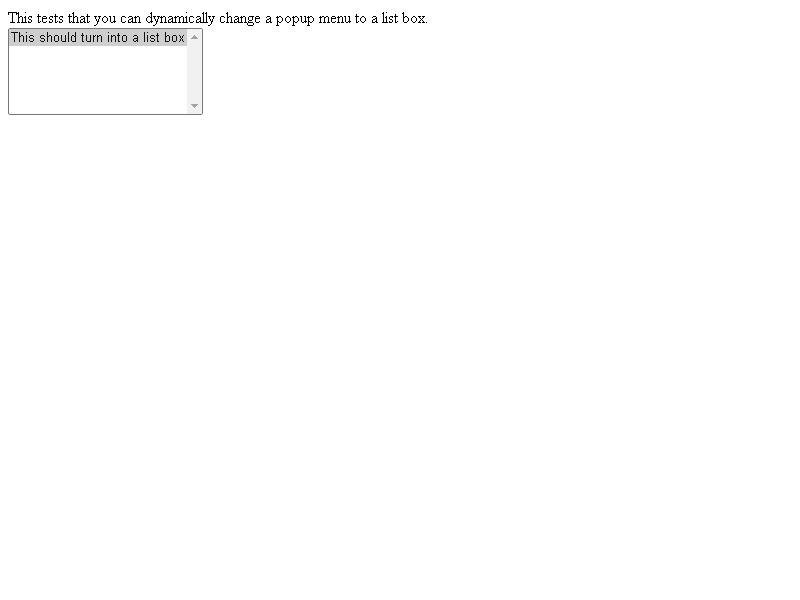 This tests that you can dynamically change a popup menu to a list box.
This should turn into a list box